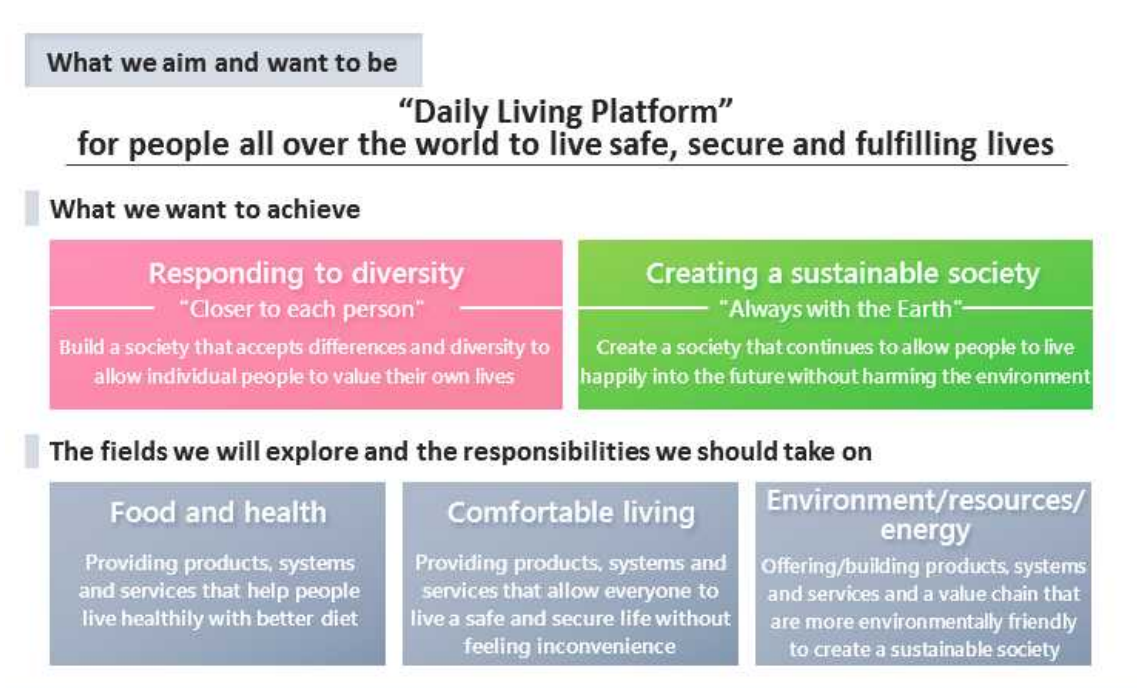 What we aim and want to be
“Daily Living Platform”
for people all over the world to live safe, secure and fulfilling lives
What we want to achieve
Responding to diversity
"Closer to each person"
Build a society that accepts differences and diversity to
allow individual people to value their own lives
Creating a sustainable society
"Always with the Earth"
Create a society that continues to allow people to live
happily into the future without harming the environment
The fields we will explore and the responsibilities we should take on
Food and health
Providing products, systems
and services that help people
live healthily with better diet
Comfortable living
Providing products, systems and
services that allow everyone to
live a safe and secure life without
feeling inconvenience
Environment/resources/
energy
Offering/building products, systems
and services and a value chain that
are more environmentally friendly
to create a sustainable society